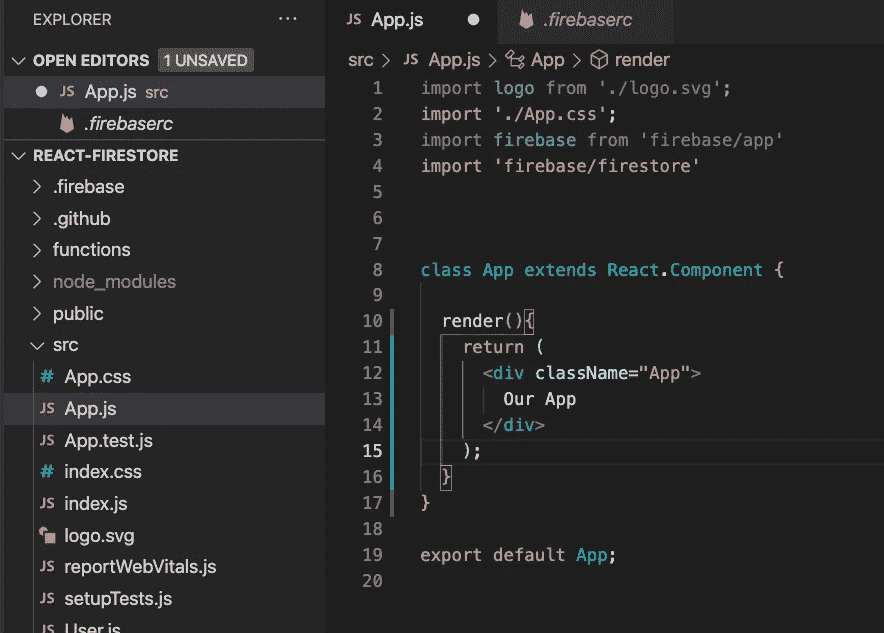 EXPLORER ...
OPEN EDITORS 1 UNSAVED
JS App.js src
.firebaserc
REACT-FIRESTORE
.firebase
.github
functions
node_modules
public
src
# App.css
JS App.js
JS App.test.js
# index.css
JS index.js
logo.svg
JS reportWebVitals.js
JS setupTests.js
JS User.js
JS App.js
.firebaserc
src > JS App.js > App > render
1 import logo from './logo.svg';
2 import './App.css';
3 import firebase from 'firebase/app'
4 import 'firebase/firestore'
5
6
7
8 class App extends React.Component {
9
10 render(){
11 return (
12 <div className="App">
13 Our App
14 </div>
15 );
16 }
17 }
18
19 export default App;
20